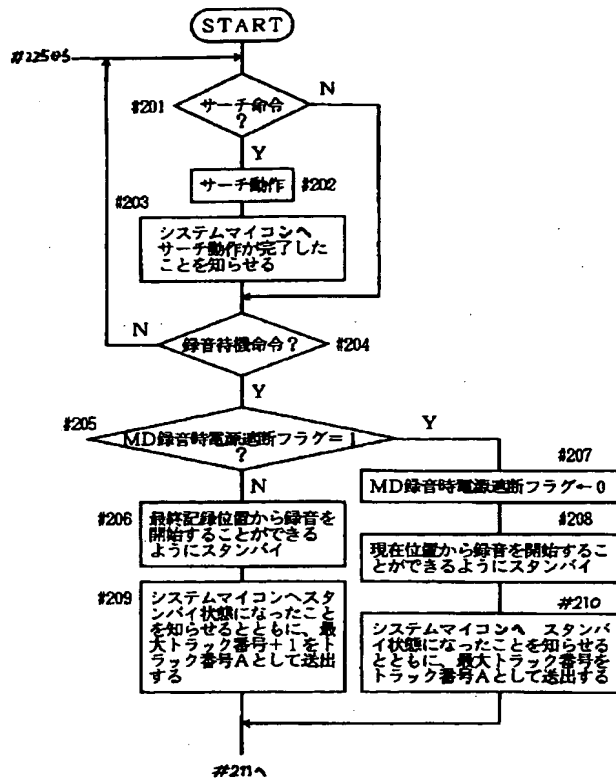 START
#225から
#201
サーチ命令
?
N
Y
サーチ動作
#202
#203
システムマイコンへ
サーチ動作が完了した
ことを知らせる
N
録音待機命令?
#204
Y
#205
MD録音時電源遮断フラグ=1
?
Y
N
#207
MD録音時電源遮断フラグ←0
#206
最終記録位置から録音を
開始することができる
ようにスタンバイ
#208
現在位置から録音を開始するこ
とができるようにスタンバイ
#209
システムマイコンへスタ
ンバイ状態になったこと
を知らせるとともに、最
大トラック番号+1をト
ラック番号Aとして送出
する
#210
システムマイコンへ スタンバ
イ状態になったことを知らせる
とともに、最大トラック番号を
トラック番号Aとして送出する
#211へ